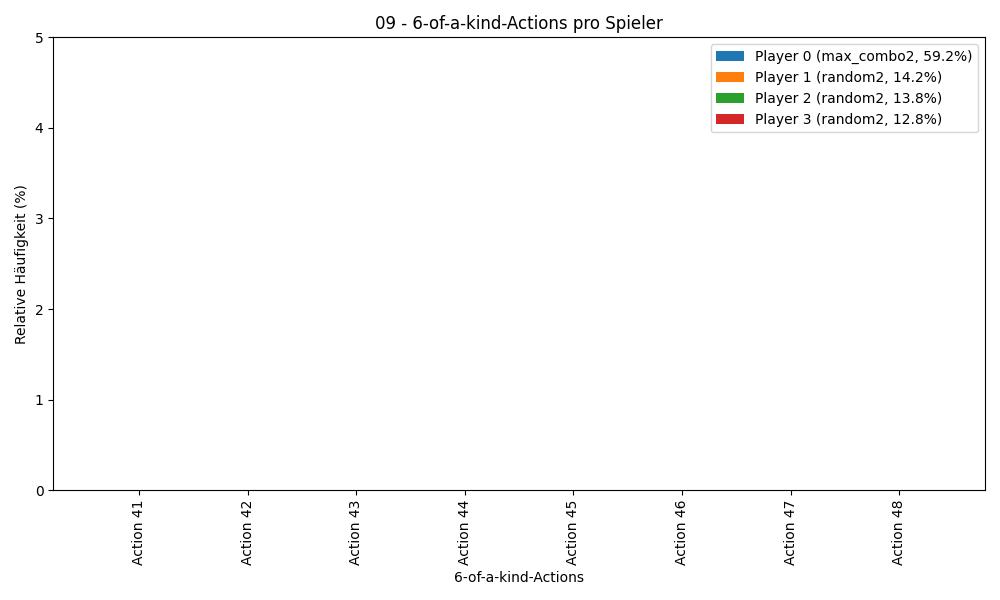 09 - 6-of-a-kind-Actions pro Spieler
Player 0 (max_combo2, 59.2%)
Player 1 (random2, 14.2%)
Player 2 (random2, 13.8%)
Player 3 (random2, 12.8%)
Relative Häufigkeit (%)
5
4
3
2
1
0
Action 41
Action 42
Action 43
Action 44
Action 45
Action 46
Action 47
Action 48
6-of-a-kind-Actions